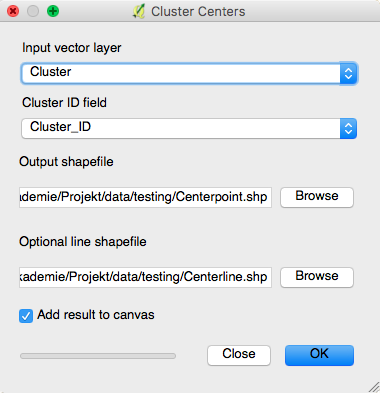 Cluster Centers
Input vector layer
Cluster
Cluster ID field
Cluster_ID
Output shapefile
ademie/Projekt/data/testing/Centerpoint.shp
Browse
Optional line shapefile
kademie/Projekt/data/testing/Centerline.shp
Browse
Add result to canvas
Close
OK